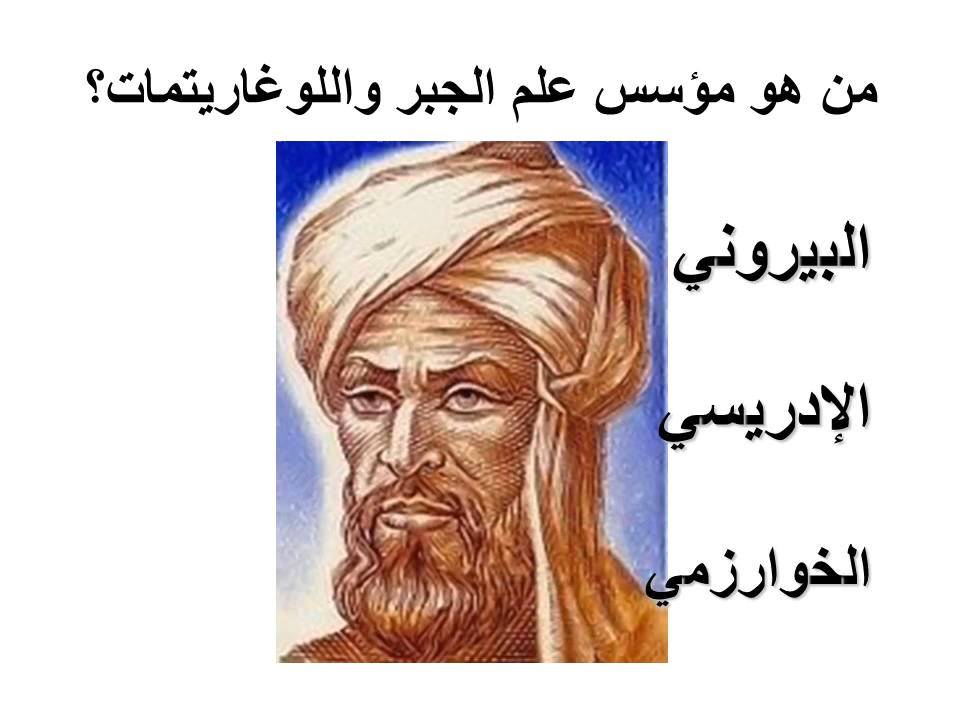 من هو مؤسس علم الجبر واللوغاريتمات؟
البيروني
الإدريسي
الخوارزمي